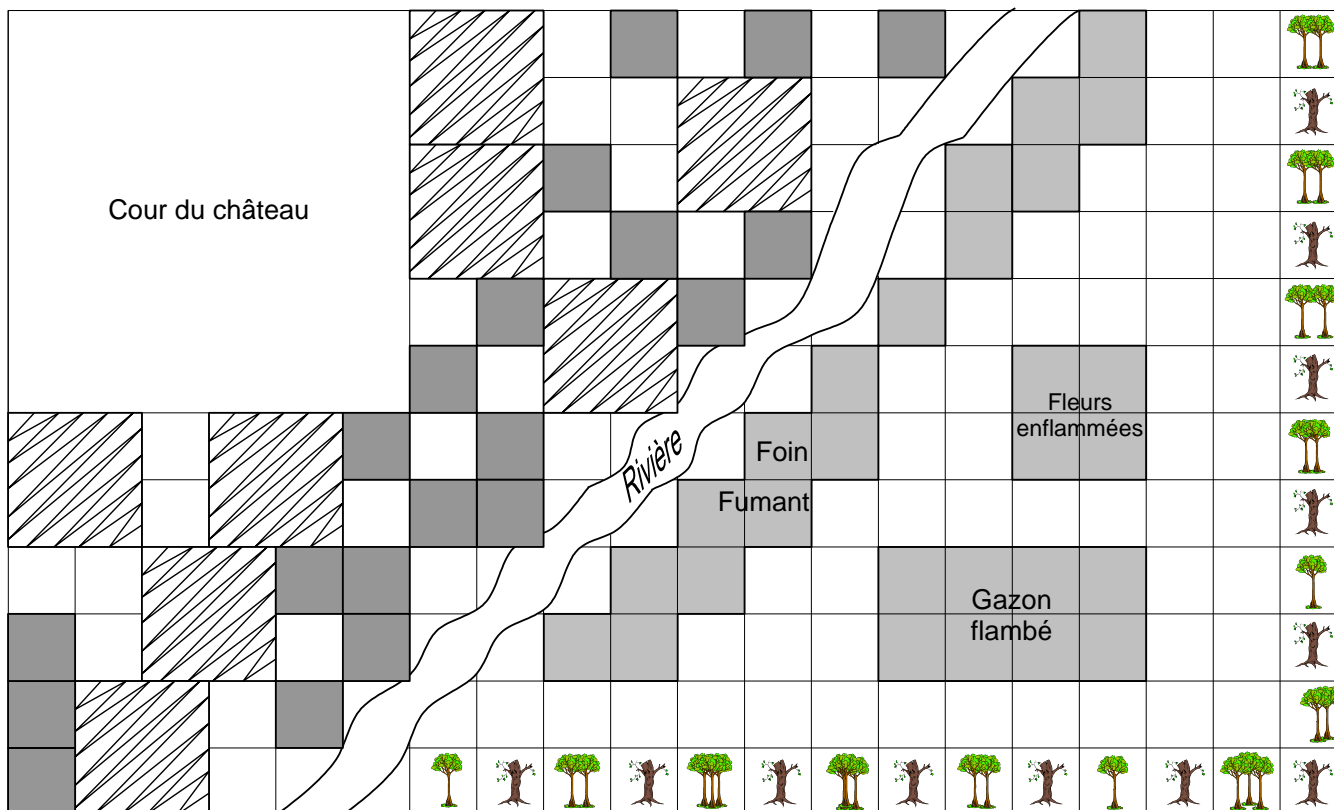 Cour du château
Fleurs
enflammées
Rivière
Foin
Fumant
Gazon
flambé